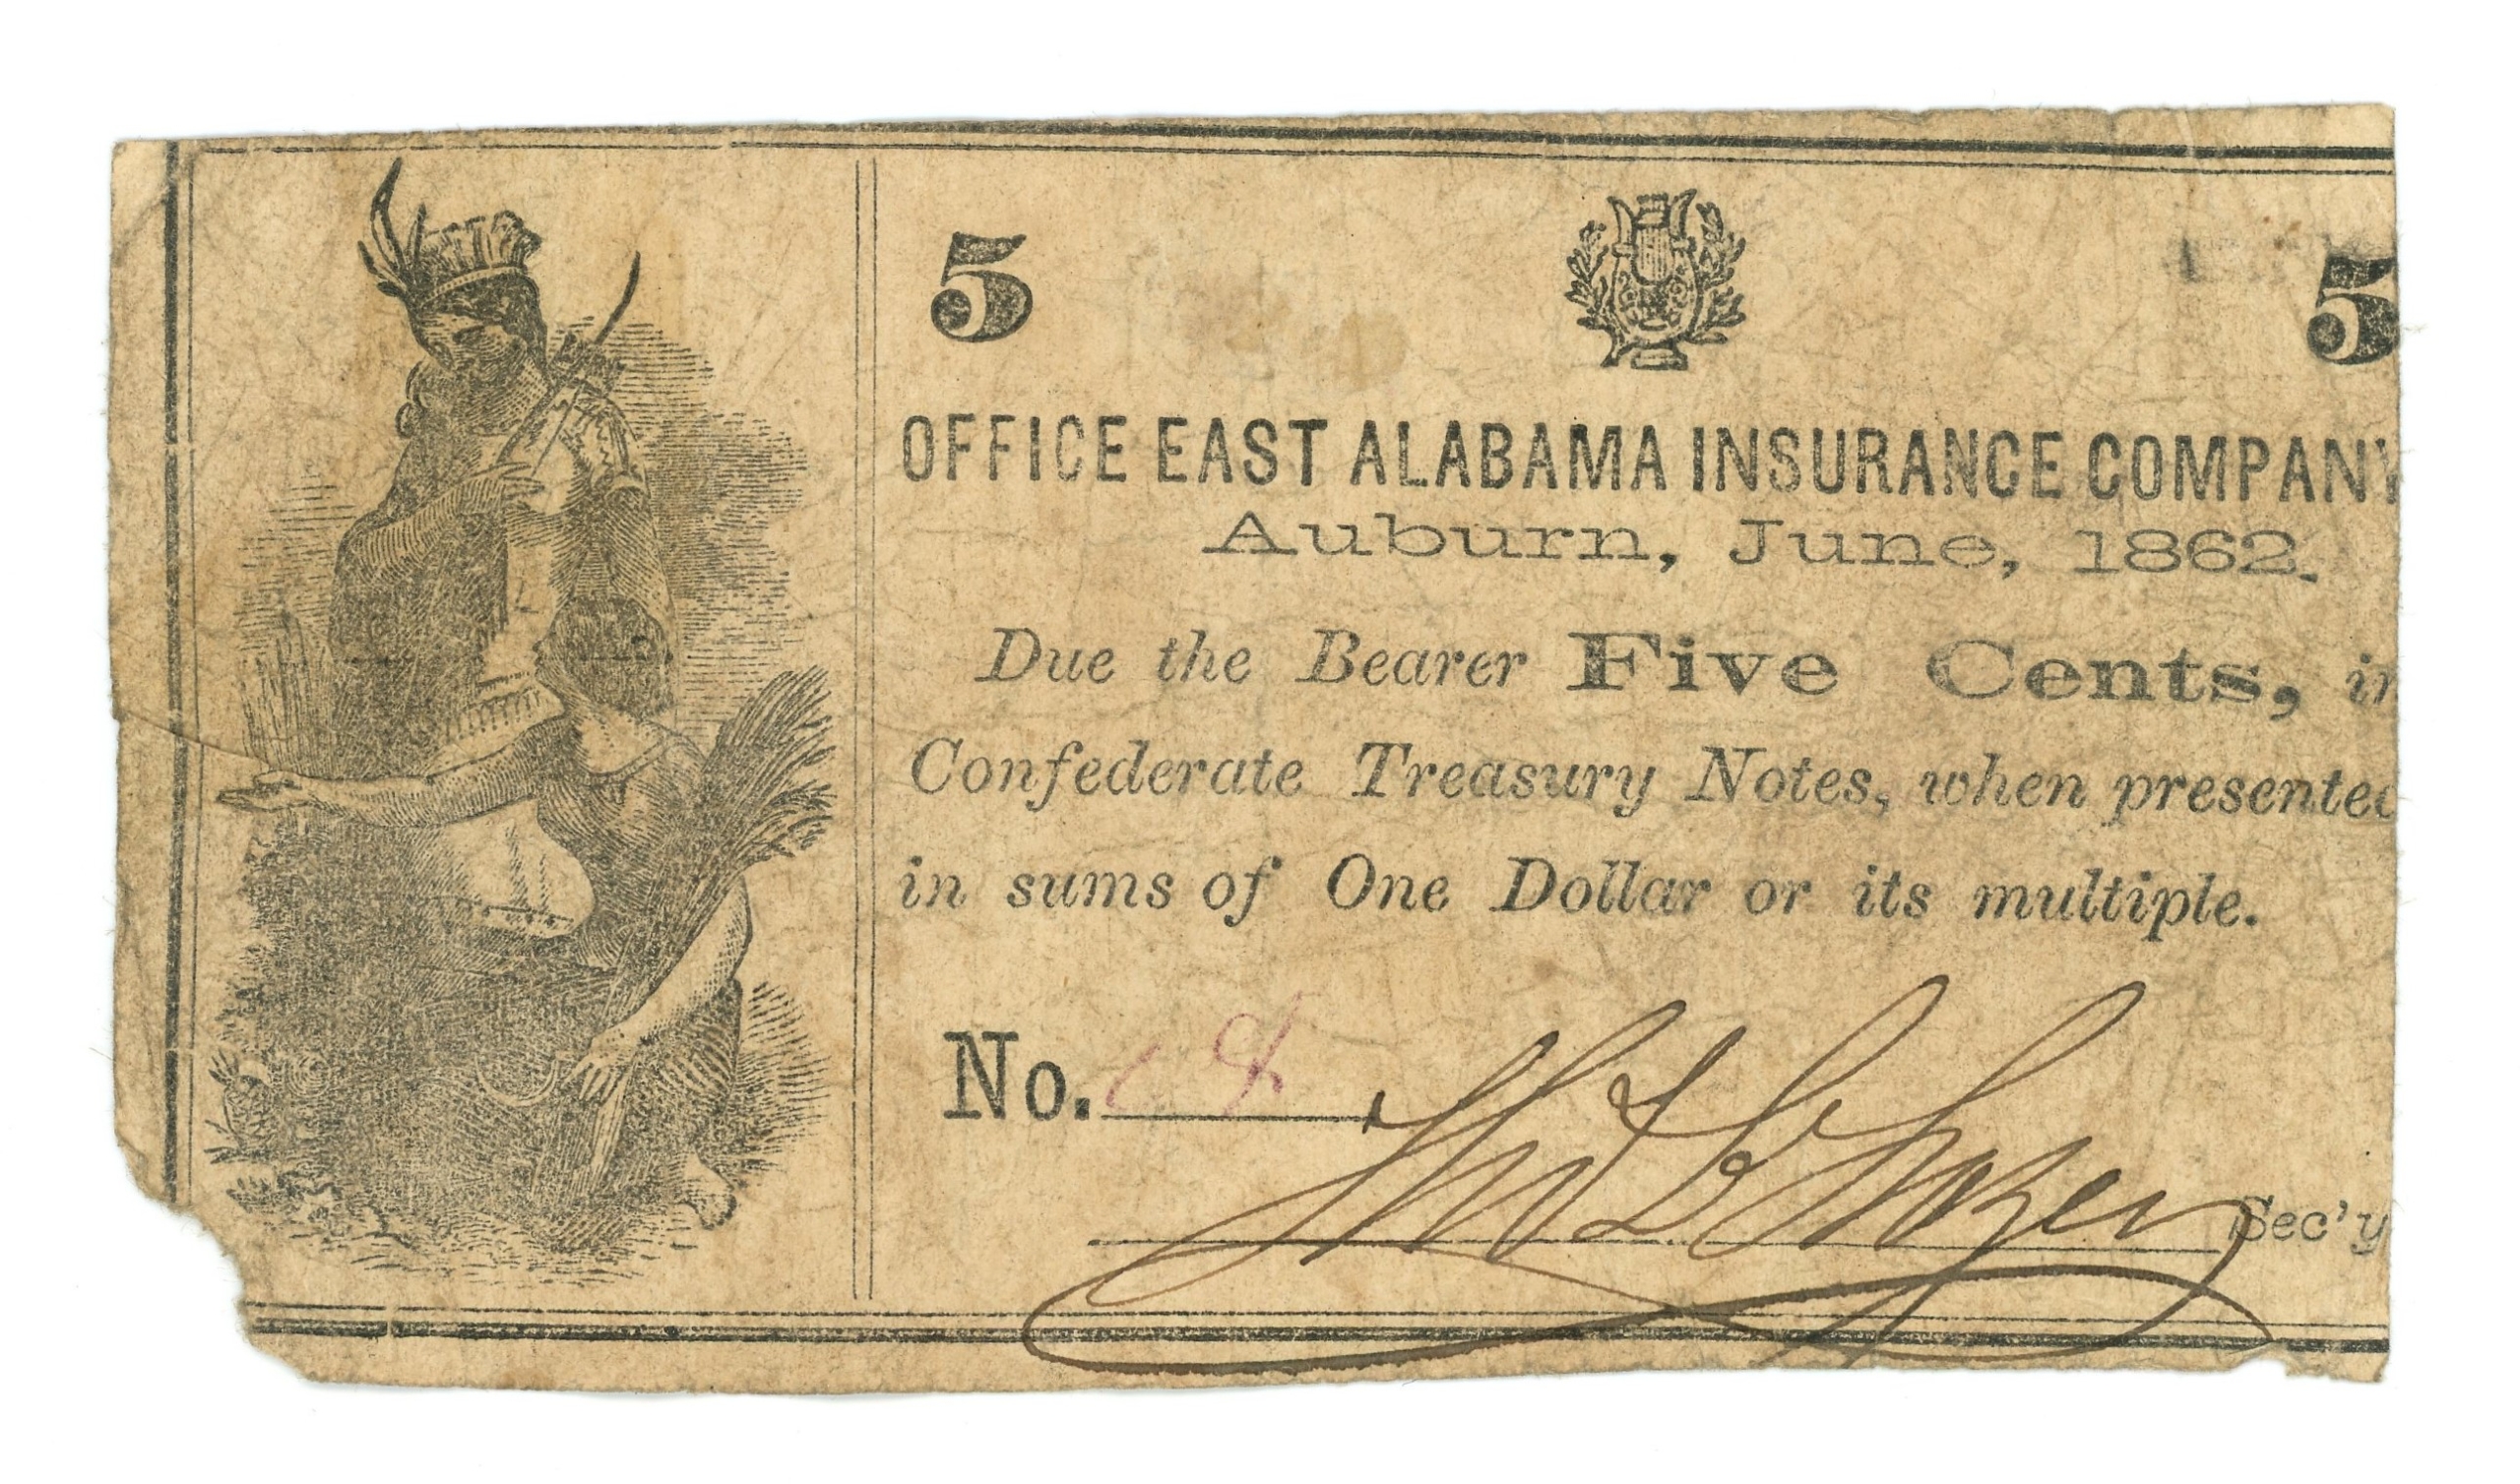 5 5
OFFICE EAST ALABAMA INSURANCE COMPANY
Auburn, June, 1862.
Due the Bearer Five Cents, in
Confederate Treasury Notes, when presented
in sums of One Dollar or its multiple.
No.
Sec'y